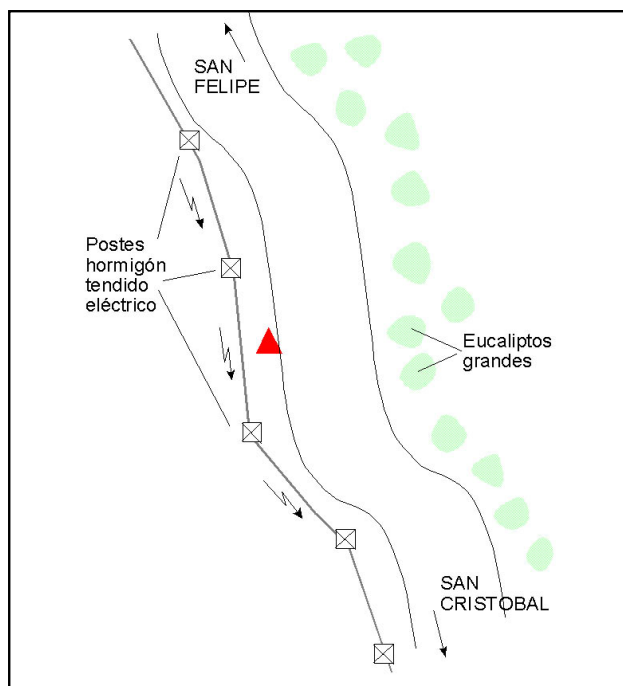 SAN
FELIPE
Postes
hormigón
tendido
eléctrico
Eucaliptos
grandes
SAN
CRISTOBAL